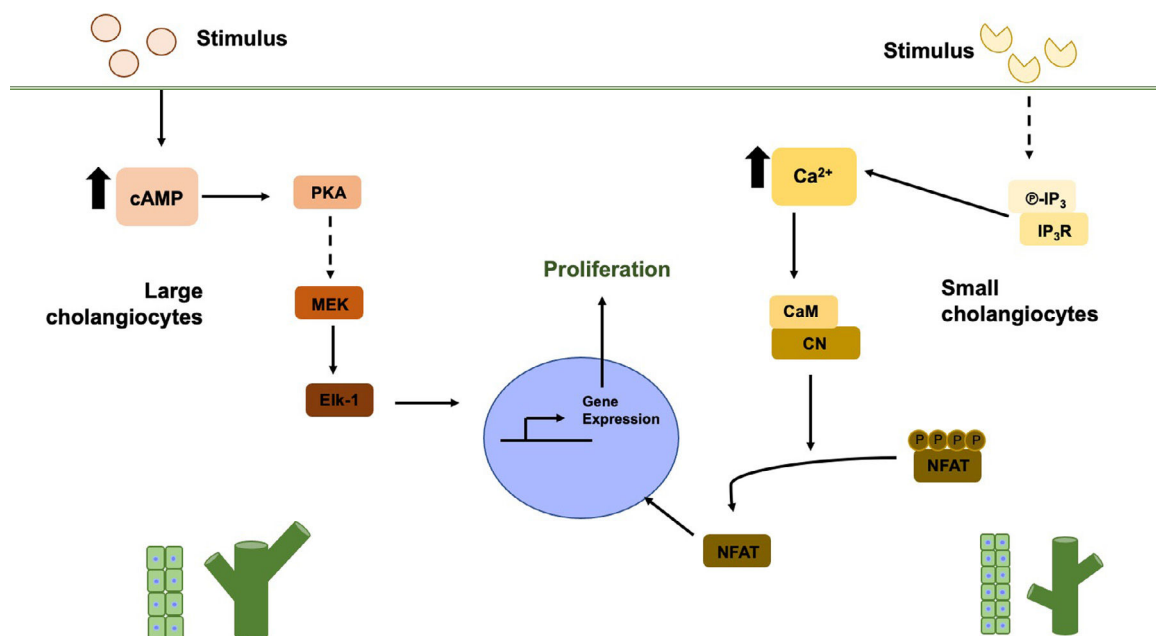 Stimulus
Stimulus
cAMP
PKA
Ca²⁺
Ⓟ-IP₃
IP₃R
Proliferation
Large
cholangiocytes
MEK
Small
cholangiocytes
CaM
CN
Elk-1
Gene
Expression
P P P P
NFAT
NFAT